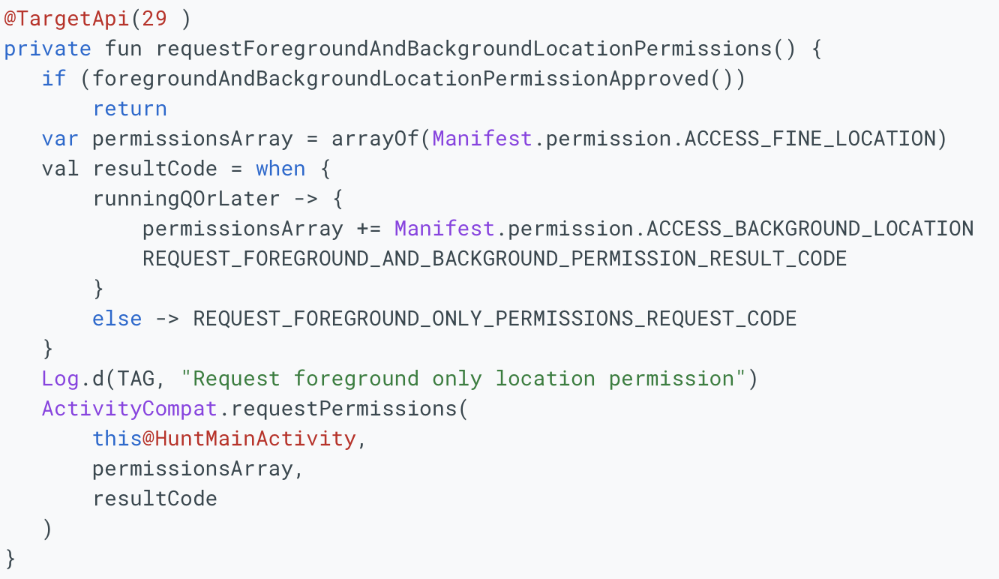 @TargetApi(29 )
private fun requestForegroundAndBackgroundLocationPermissions() {
   if (foregroundAndBackgroundLocationPermissionApproved())
       return
   var permissionsArray = arrayOf(Manifest.permission.ACCESS_FINE_LOCATION)
   val resultCode = when {
       runningQOrLater -> {
           permissionsArray += Manifest.permission.ACCESS_BACKGROUND_LOCATION
           REQUEST_FOREGROUND_AND_BACKGROUND_PERMISSION_RESULT_CODE
       }
       else -> REQUEST_FOREGROUND_ONLY_PERMISSIONS_REQUEST_CODE
   }
   Log.d(TAG, "Request foreground only location permission")
   ActivityCompat.requestPermissions(
       this@HuntMainActivity,
       permissionsArray,
       resultCode
   )
}